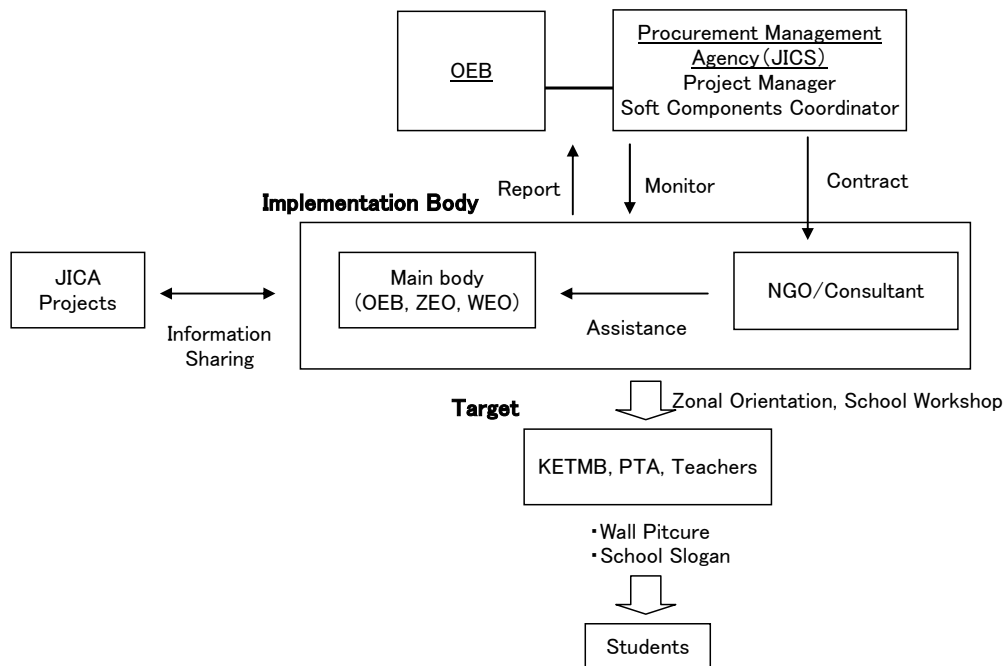 OEB
Procurement Management
Agency(JICS)
Project Manager
Soft Components Coordinator
Report
Monitor
Contract
Implementation Body
JICA
Projects
Main body
(OEB, ZEO, WEO)
NGO/Consultant
Assistance
Information
Sharing
Target
Zonal Orientation, School Workshop
KETMB, PTA, Teachers
・Wall Pitcure
・School Slogan
Students